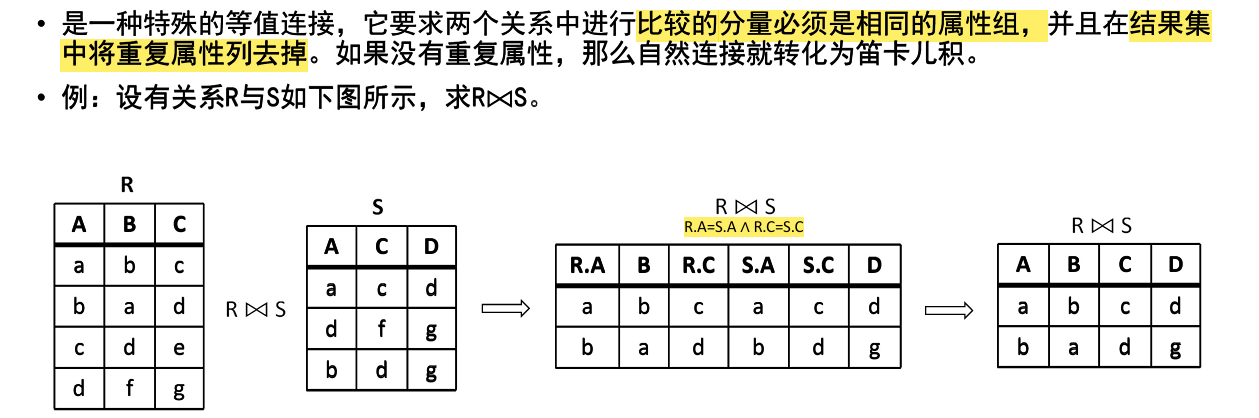 • 是一种特殊的等值连接，它要求两个关系中进行比较的分量必须是相同的属性组，并且在结果集
中将重复属性列去掉。如果没有重复属性，那么自然连接就转化为笛卡儿积。
• 例：设有关系R与S如下图所示，求R⋈S。
R
A B C
a b c
b a d
c d e
d f g
R ⋈ S
S
A C D
a c d
d f g
b d g
R ⋈ S
R.A=S.A ∧ R.C=S.C
R.A B R.C S.A S.C D
a b c a c d
b a d b d g
R ⋈ S
A B C D
a b c d
b a d g